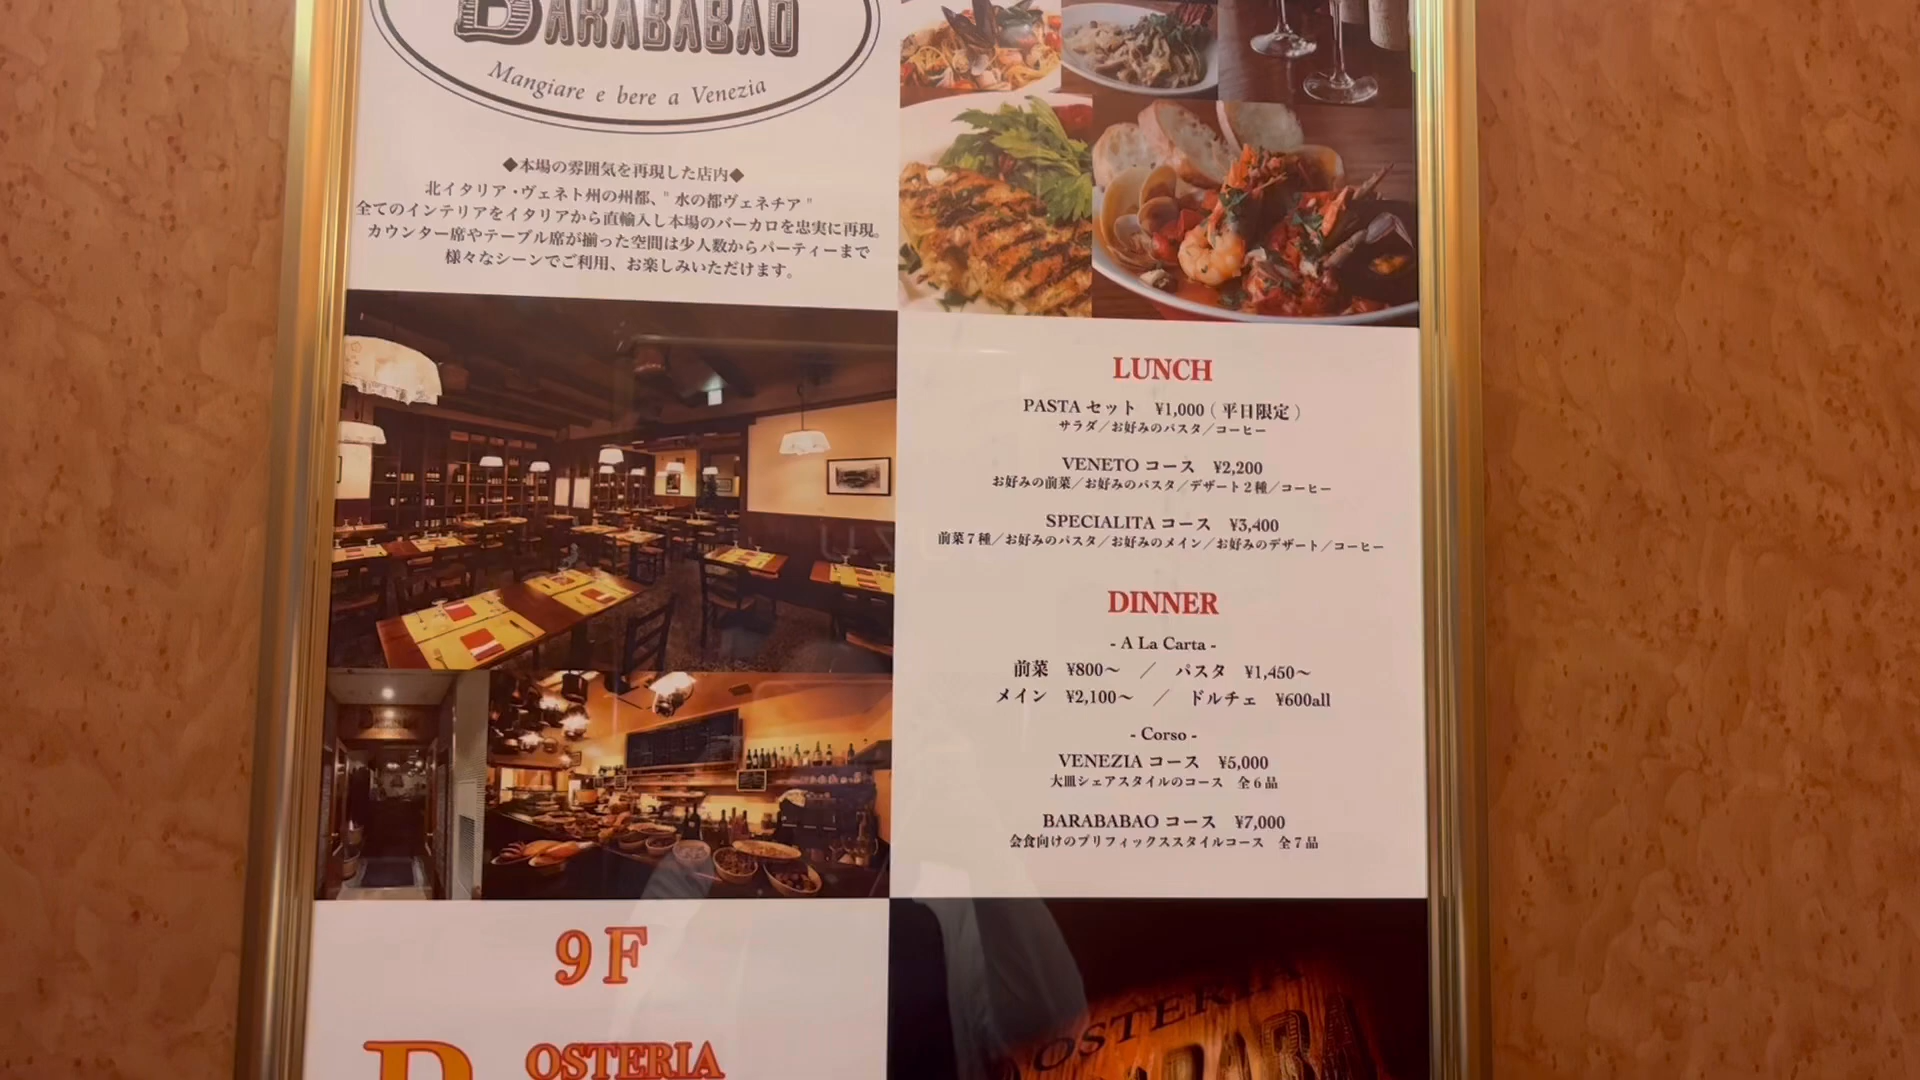 BARABABAO
Mangiare e bere a Venezia
◆本場の雰囲気を再現した店内◆
北イタリア・ヴェネト州の州都、"水の都ヴェネチア"
全てのインテリアをイタリアから直輸入し本場のバーカロを忠実に再現。
カウンター席やテーブル席が揃った空間は少人数からパーティーまで
様々なシーンでご利用、お楽しみいただけます。
LUNCH
PASTA セット ¥1,000 ( 平日限定 )
サラダ/お好みのパスタ/コーヒー
VENETO コース ¥2,200
お好みの前菜/お好みのパスタ/デザート2種/コーヒー
SPECIALITA コース ¥3,400
前菜7種/お好みのパスタ/お好みのメイン/お好みのデザート/コーヒー
DINNER
- A La Carta -
前菜 ¥800〜 / パスタ ¥1,450〜
メイン ¥2,100〜 / ドルチェ ¥600all
- Corso -
VENEZIA コース ¥5,000
大皿シェアスタイルのコース 全6品
BARABABAO コース ¥7,000
会食向けのプリフィックススタイルコース 全7品
9F
OSTERIA
OSTERIA